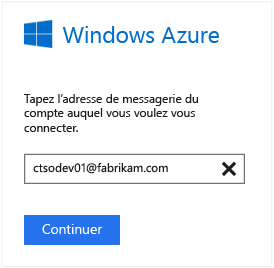 Windows Azure
Tapez l'adresse de messagerie du
compte auquel vous voulez vous
connecter.
ctsodev01@fabrikam.com
Continuer